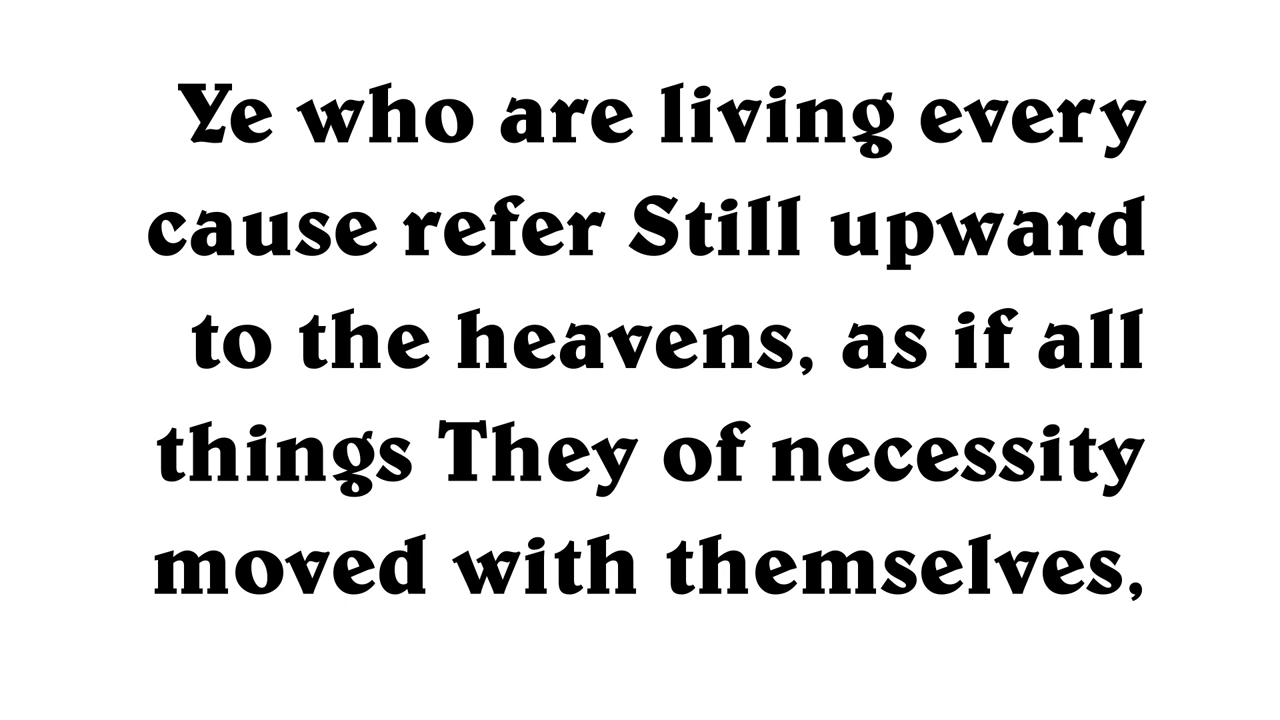 Ye who are living every
cause refer Still upward
to the heavens, as if all
things They of necessity
moved with themselves,